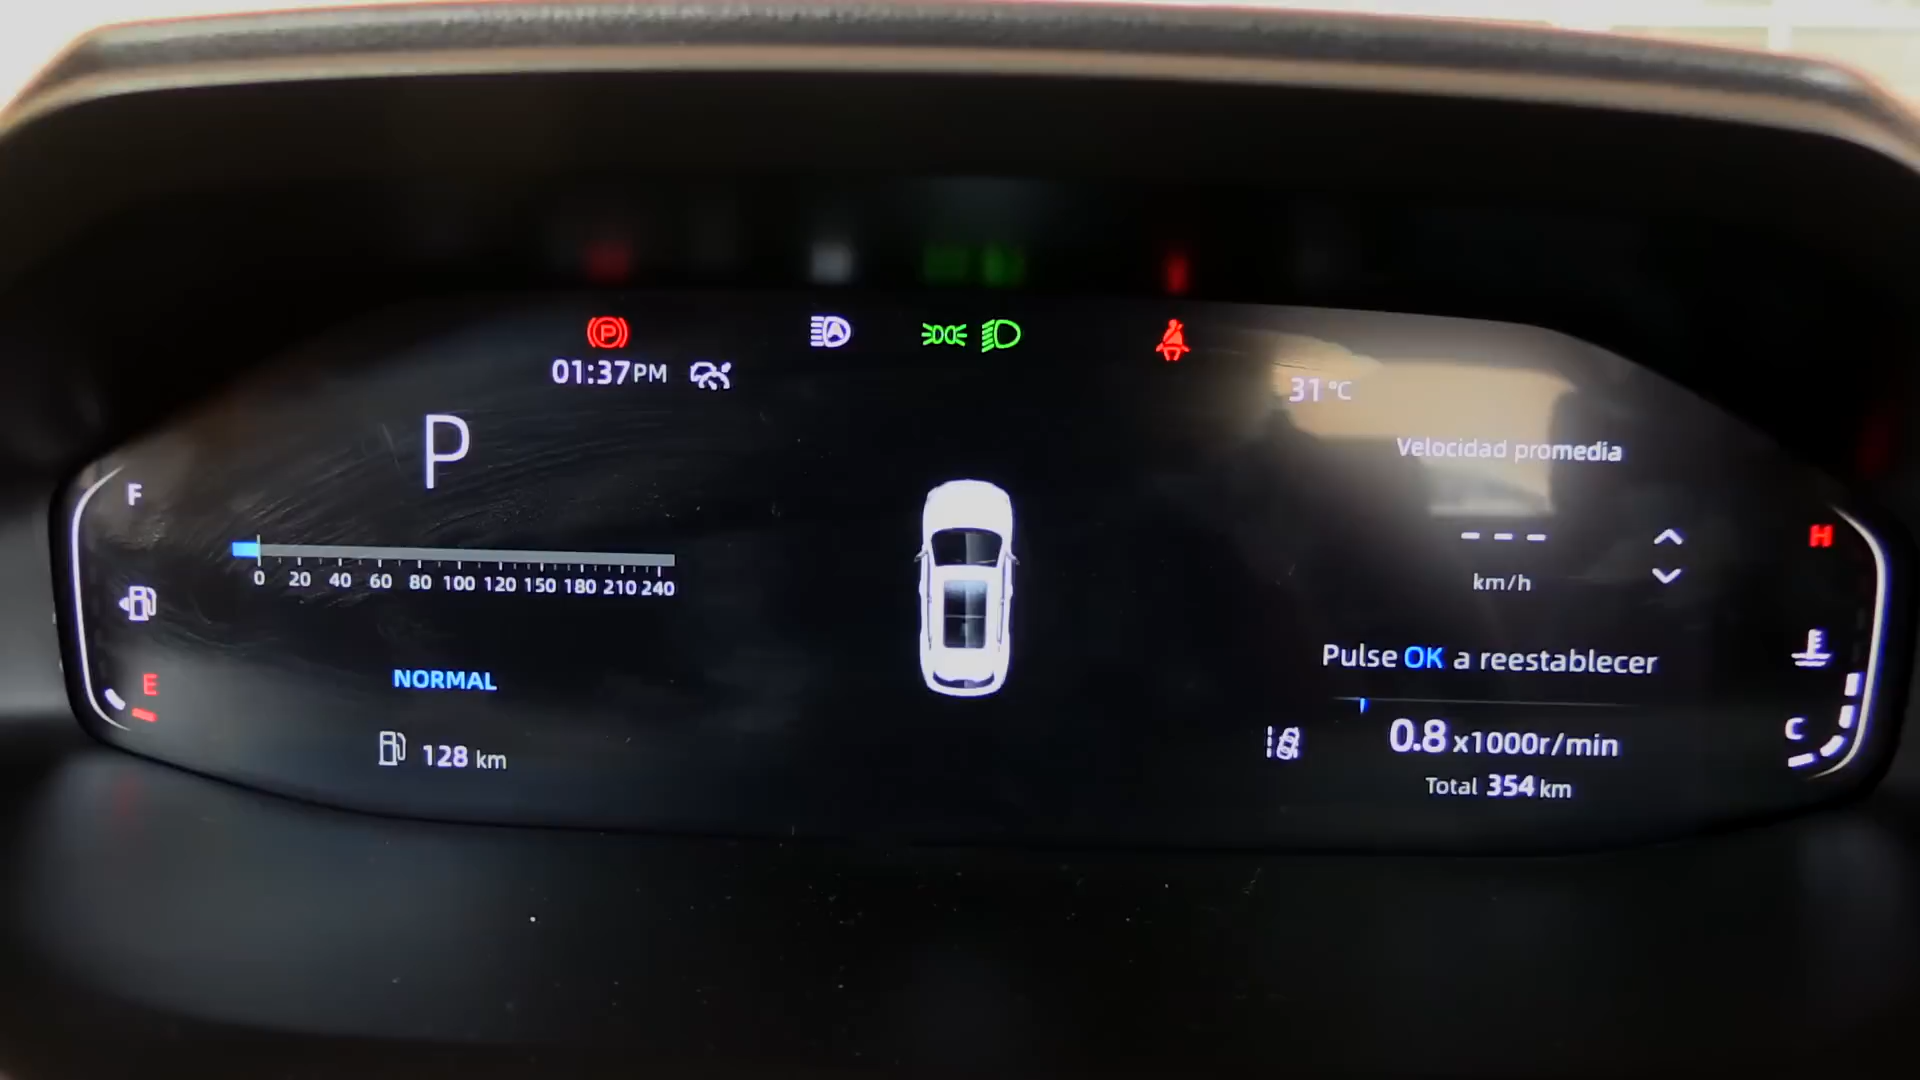 01:37PM
31°C
P
Velocidad promedia
F
H
--- 
km/h
0 20 40 60 80 100 120 150 180 210 240
Pulse OK a reestablecer
E
NORMAL
C
0.8 x1000r/min
128 km
Total 354 km